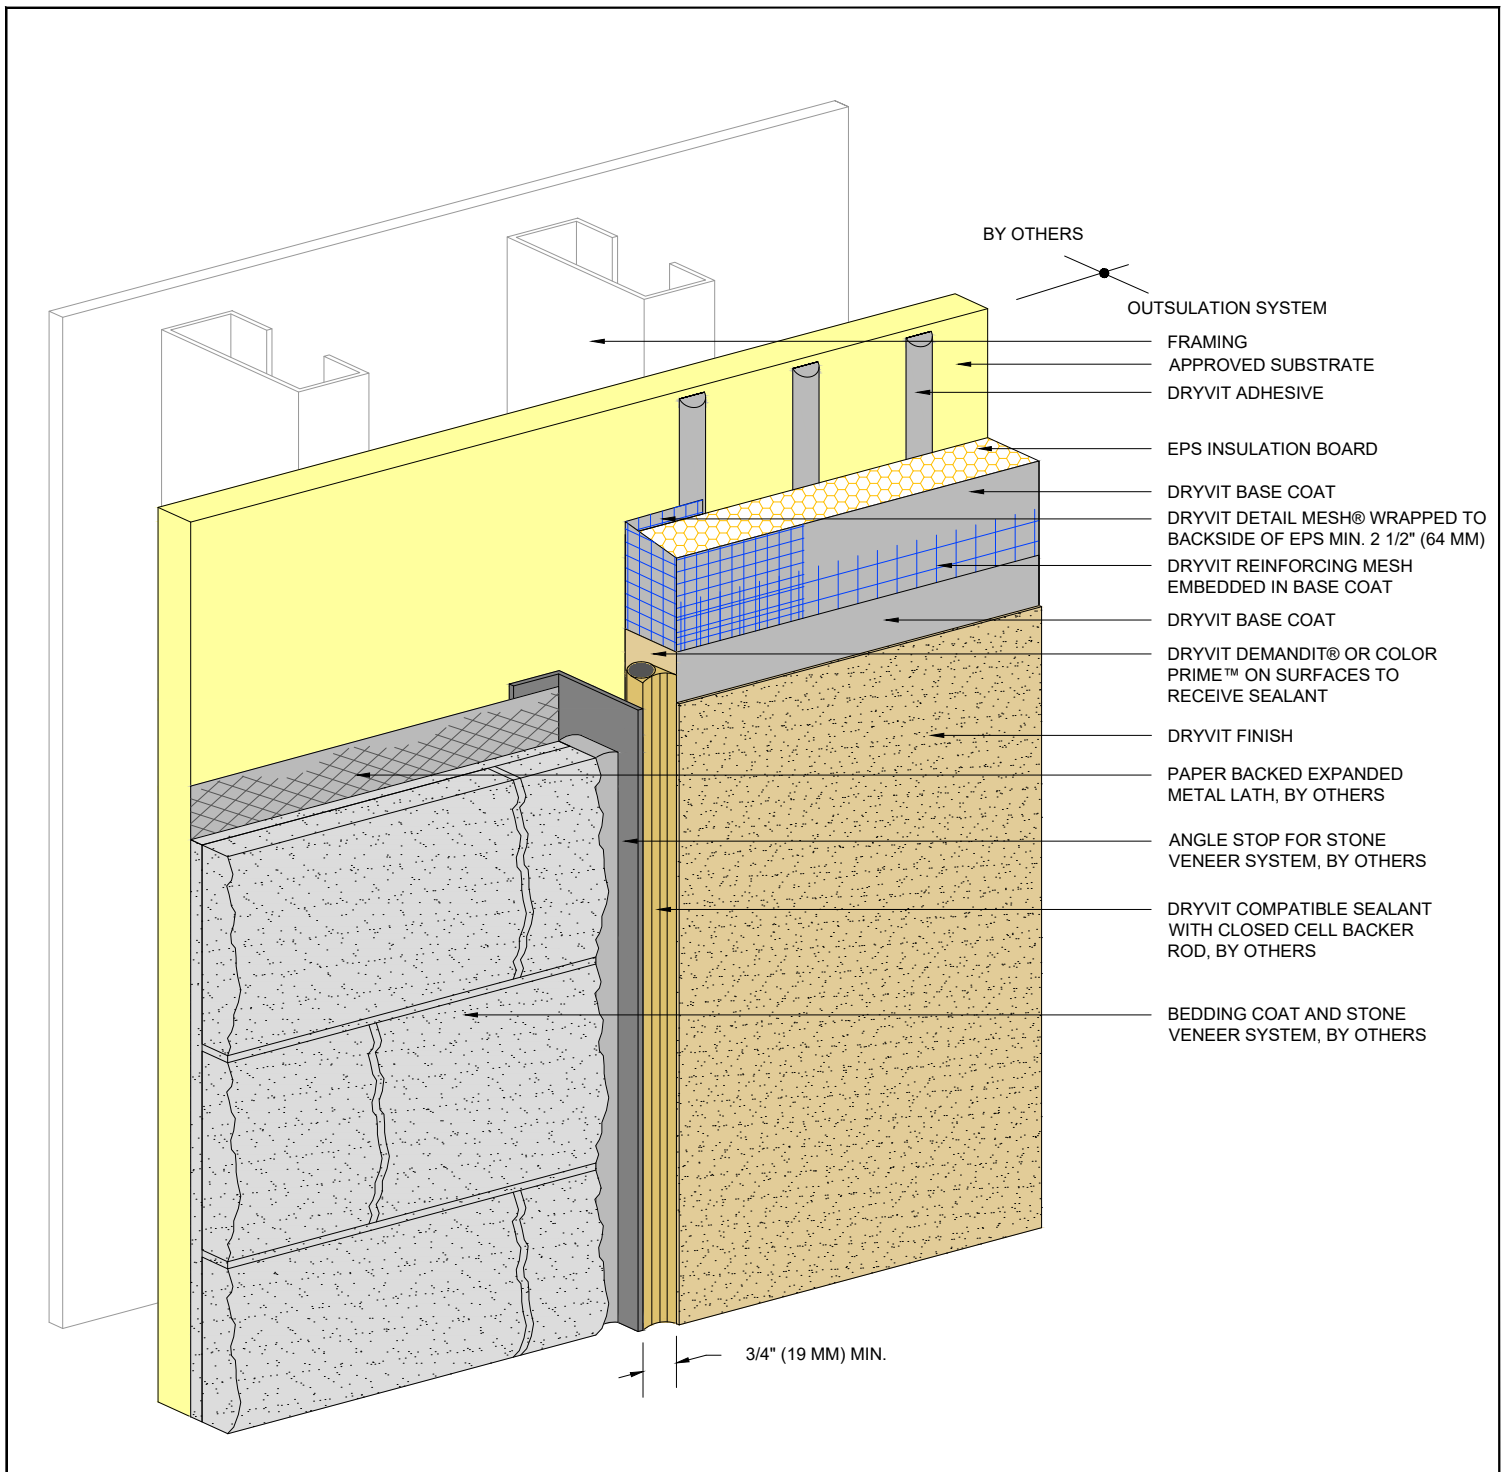 BY OTHERS
OUTSULATION SYSTEM
FRAMING
APPROVED SUBSTRATE
DRYVIT ADHESIVE
EPS INSULATION BOARD
DRYVIT BASE COAT
DRYVIT DETAIL MESH® WRAPPED TO
BACKSIDE OF EPS MIN. 2 1/2" (64 MM)
DRYVIT REINFORCING MESH
EMBEDDED IN BASE COAT
DRYVIT BASE COAT
DRYVIT DEMANDIT® OR COLOR
PRIME™ ON SURFACES TO
RECEIVE SEALANT
DRYVIT FINISH
PAPER BACKED EXPANDED
METAL LATH, BY OTHERS
ANGLE STOP FOR STONE
VENEER SYSTEM, BY OTHERS
DRYVIT COMPATIBLE SEALANT
WITH CLOSED CELL BACKER
ROD, BY OTHERS
BEDDING COAT AND STONE
VENEER SYSTEM, BY OTHERS
3/4" (19 MM) MIN.